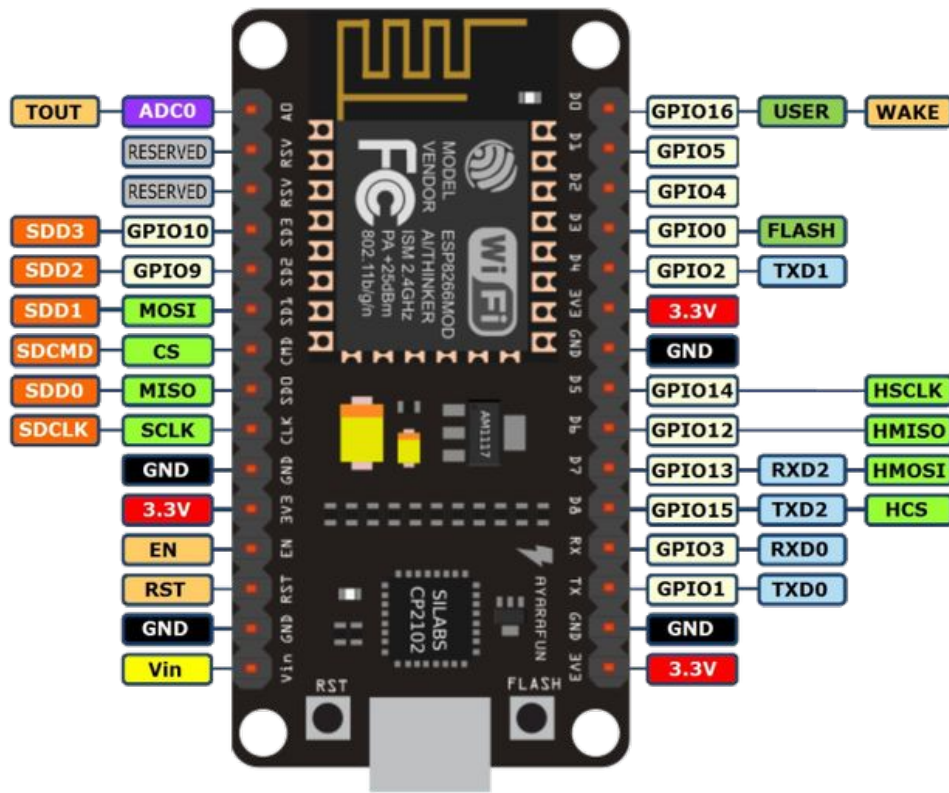 TOUT ADC0 A0 D0 GPIO16 USER WAKE
RESERVED RSV D1 GPIO5
RESERVED RSV D2 GPIO4
SDD3 GPIO10 SD3 D3 GPIO0 FLASH
SDD2 GPIO9 SD2 D4 GPIO2 TXD1
SDD1 MOSI SD1 3V3 3.3V
SDCMD CS CMD GND GND
SDD0 MISO SD0 D5 GPIO14 HSCLK
SDCLK SCLK CLK D6 GPIO12 HMISO
GND GND D7 GPIO13 RXD2 HMOSI
3.3V 3V3 D8 GPIO15 TXD2 HCS
EN EN RX GPIO3 RXD0
RST RST TX GPIO1 TXD0
GND GND GND GND
Vin Vin 3V3 3.3V
MODEL ESP8266MOD
VENDOR AI/THINKER
ISM 2.4GHz
PA +25dBm
802.11b/g/n
FC
Wi Fi
AM1117
SILABS
CP2102
AYARAFUN
RST
FLASH